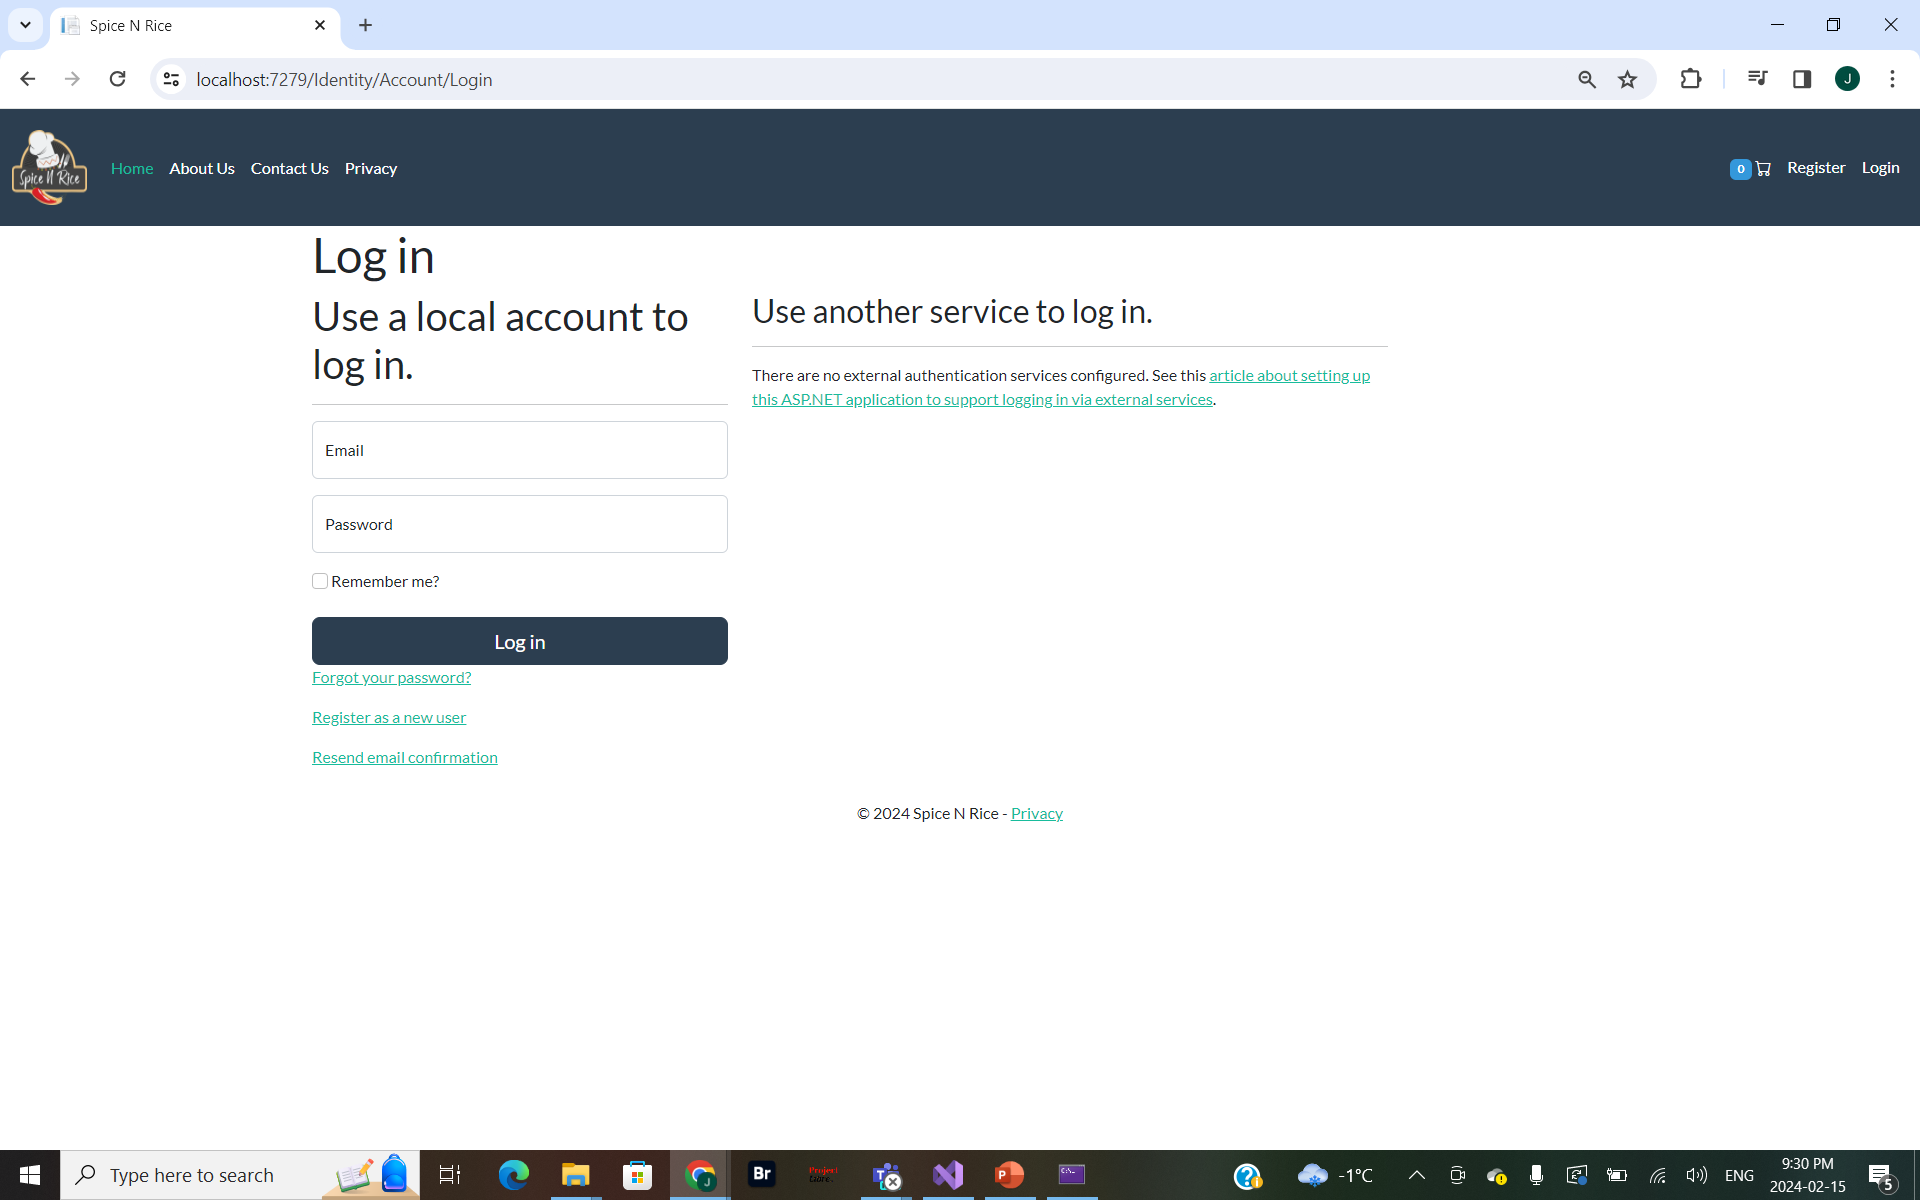 Spice N Rice
localhost:7279/Identity/Account/Login
J
Spice N Rice
Home About Us Contact Us Privacy
0 Register Login
Log in
Use a local account to
log in.
Email
Password
Remember me?
Log in
Forgot your password?
Register as a new user
Resend email confirmation
Use another service to log in.
There are no external authentication services configured. See this article about setting up
this ASP.NET application to support logging in via external services.
© 2024 Spice N Rice - Privacy
Type here to search
J
Br
Project
Libre
T
P
C:\
-1°C
ENG
9:30 PM
2024-02-15
5